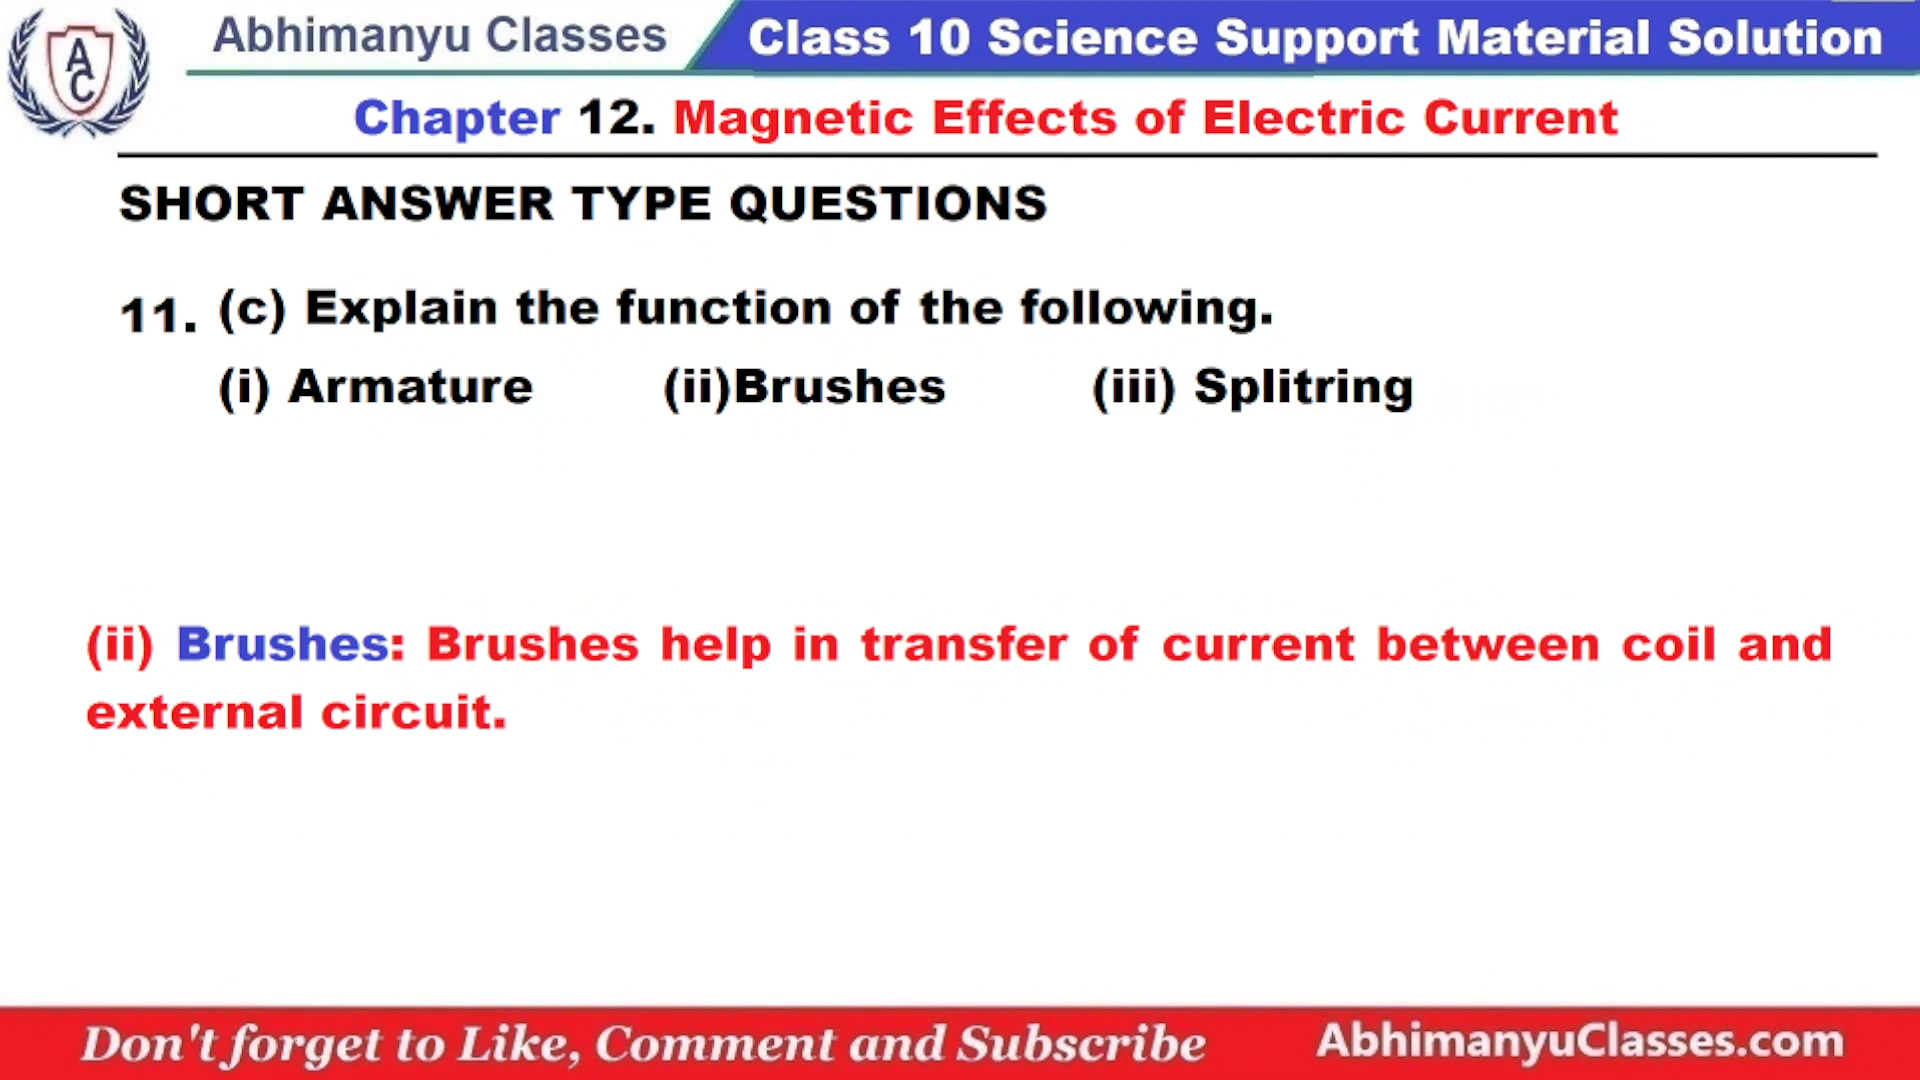 AC
Abhimanyu Classes
Class 10 Science Support Material Solution
Chapter 12. Magnetic Effects of Electric Current
SHORT ANSWER TYPE QUESTIONS
11. (c) Explain the function of the following.
(i) Armature (ii)Brushes (iii) Splitring
(ii) Brushes: Brushes help in transfer of current between coil and
external circuit.
Don't forget to Like, Comment and Subscribe AbhimanyuClasses.com